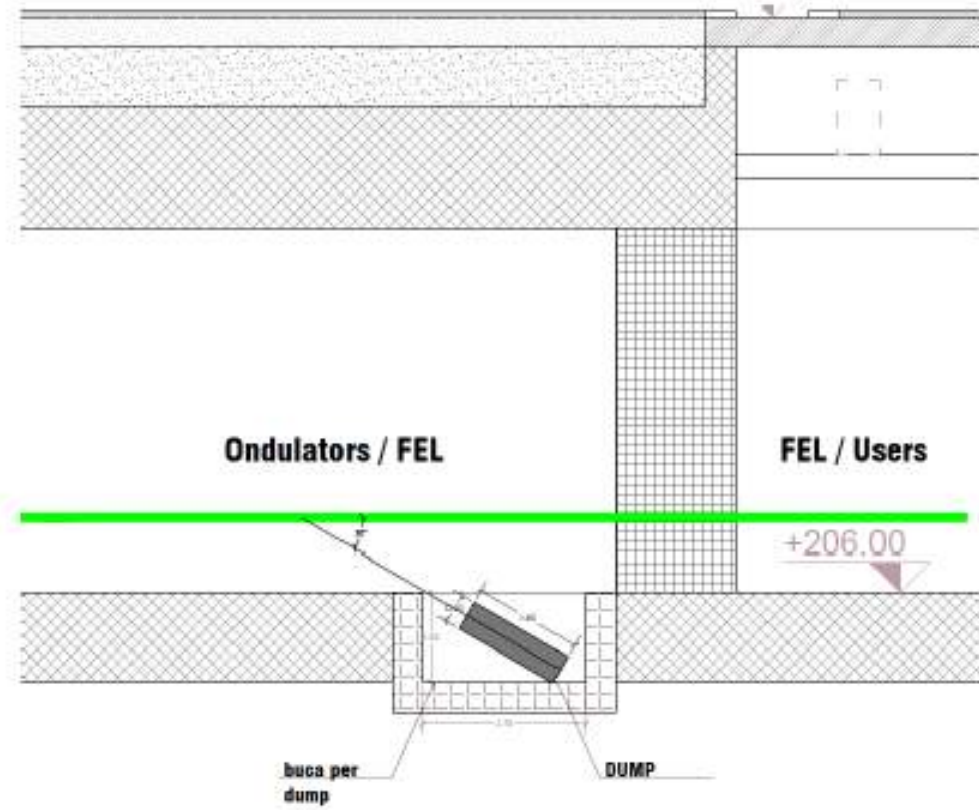 Ondulators / FEL
FEL / Users
+206.00
buca per
dump
DUMP